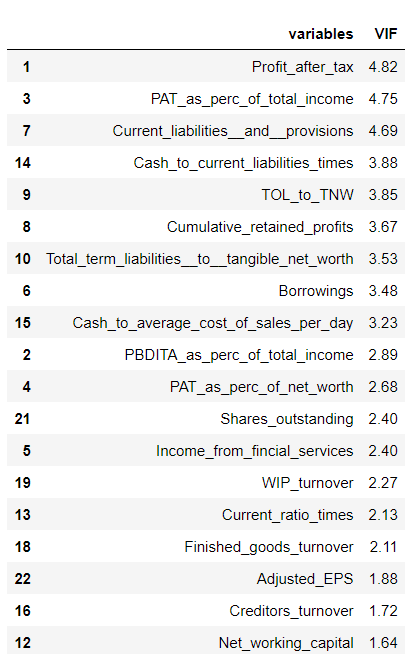 variables VIF
1 Profit_after_tax 4.82
3 PAT_as_perc_of_total_income 4.75
7 Current_liabilities__and__provisions 4.69
14 Cash_to_current_liabilities_times 3.88
9 TOL_to_TNW 3.85
8 Cumulative_retained_profits 3.67
10 Total_term_liabilities__to__tangible_net_worth 3.53
6 Borrowings 3.48
15 Cash_to_average_cost_of_sales_per_day 3.23
2 PBDITA_as_perc_of_total_income 2.89
4 PAT_as_perc_of_net_worth 2.68
21 Shares_outstanding 2.40
5 Income_from_fincial_services 2.40
19 WIP_turnover 2.27
13 Current_ratio_times 2.13
18 Finished_goods_turnover 2.11
22 Adjusted_EPS 1.88
16 Creditors_turnover 1.72
12 Net_working_capital 1.64